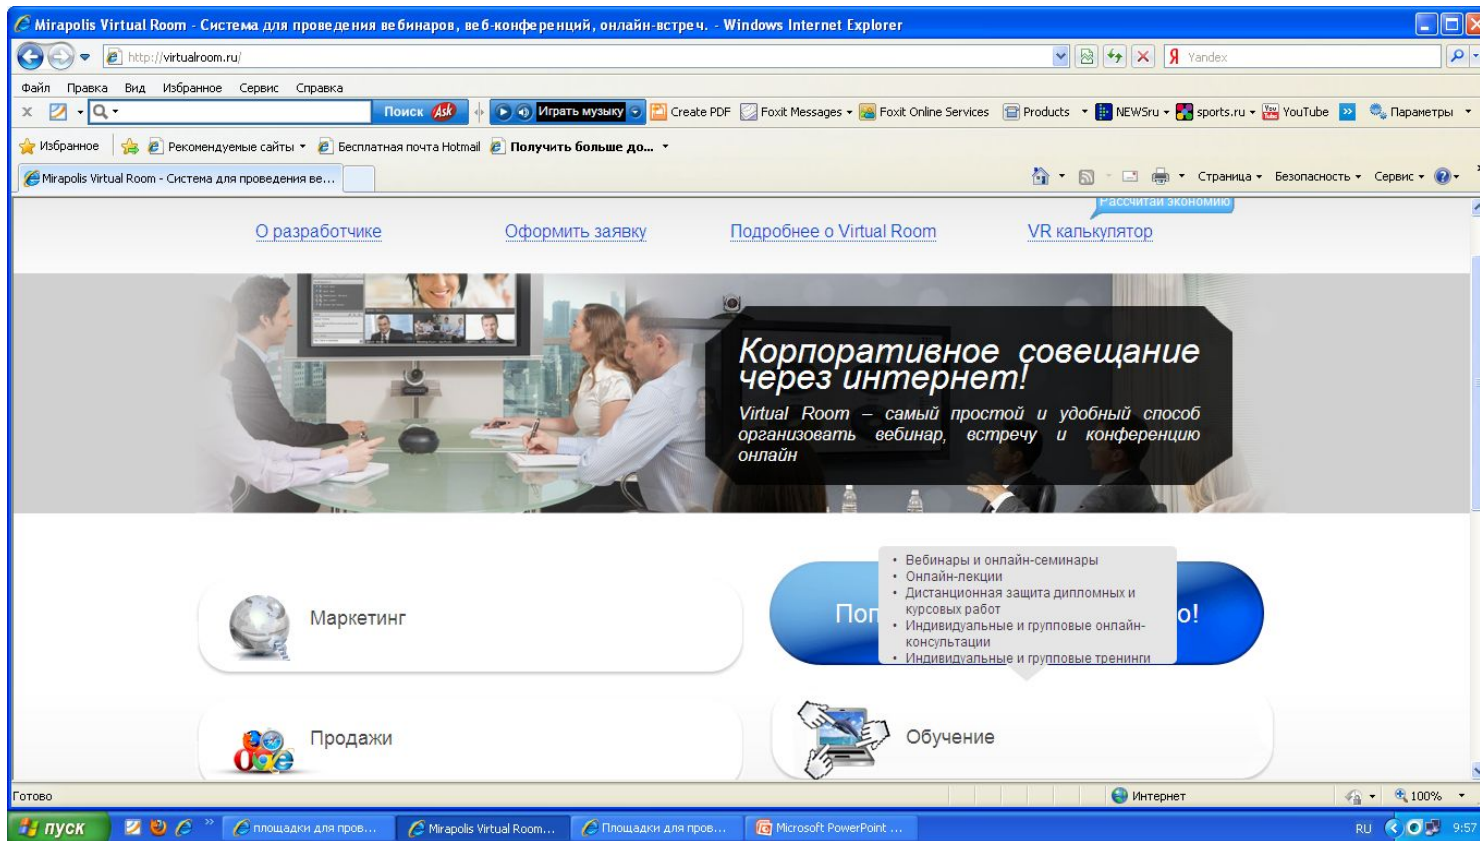 Mirapolis Virtual Room - Система для проведения вебинаров, веб-конференций, онлайн-встреч. - Windows Internet Explorer
http://virtualroom.ru/
Yandex
Файл Правка Вид Избранное Сервис Справка
x Поиск Ask Играть музыку Create PDF Foxit Messages Foxit Online Services Products NEWSru sports.ru YouTube Параметры
Избранное Рекомендуемые сайты Бесплатная почта Hotmail Получить больше до...
Mirapolis Virtual Room - Система для проведения ве... Страница Безопасность Сервис
Рассчитай экономию
О разработчике Оформить заявку Подробнее о Virtual Room VR калькулятор
Корпоративное совещание
через интернет!
Virtual Room – самый простой и удобный способ
организовать вебинар, встречу и конференцию
онлайн
• Вебинары и онлайн-семинары
• Онлайн-лекции
• Дистанционная защита дипломных и
курсовых работ
• Индивидуальные и групповые онлайн-
консультации
• Индивидуальные и групповые тренинги
Маркетинг
Продажи
Обучение
Готово Интернет 100%
пуск площадки для пров... Mirapolis Virtual Room... Площадки для пров... Microsoft PowerPoint ... RU 9:57